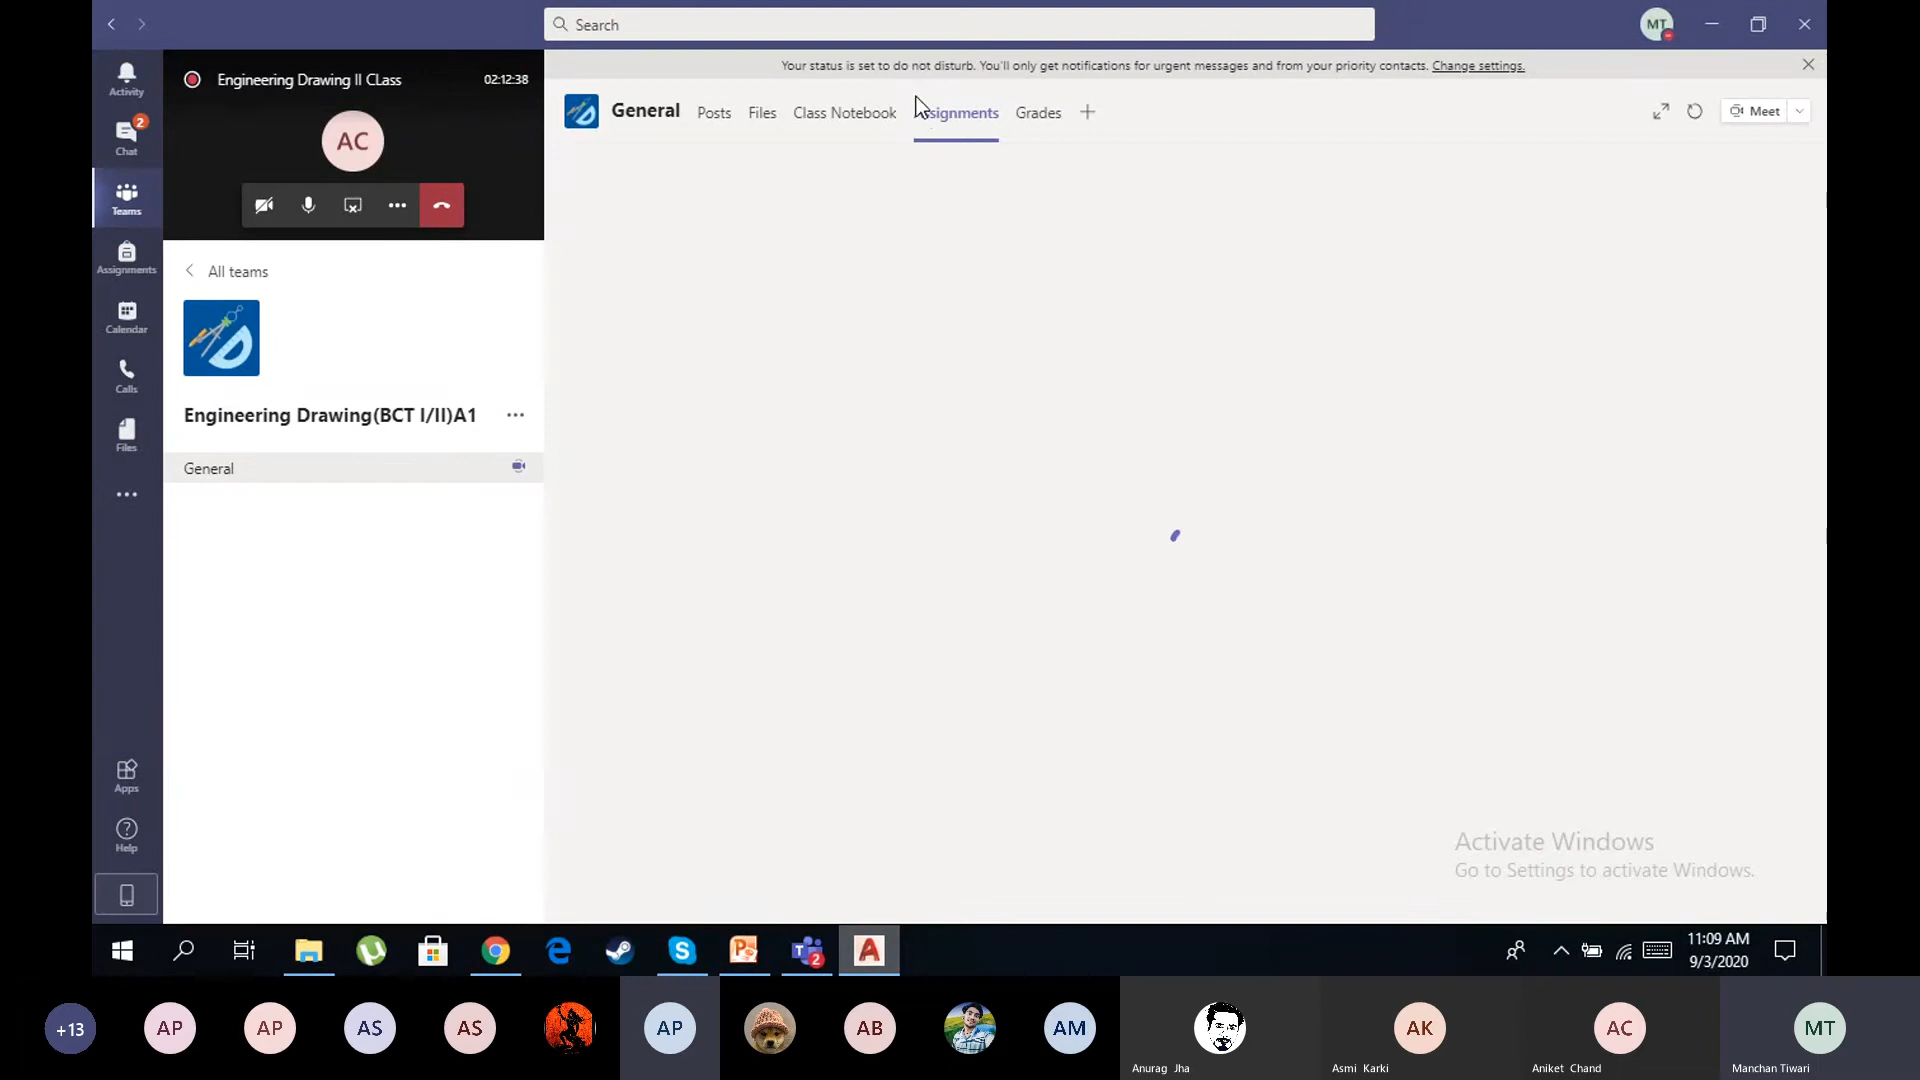 Search
MT
Your status is set to do not disturb. You'll only get notifications for urgent messages and from your priority contacts. Change settings.
Activity
2
Chat
Teams
Assignments
Calendar
Calls
Files
Apps
Help
Engineering Drawing II CLass
02:12:38
AC
All teams
Engineering Drawing(BCT I/II)A1
General
General
Posts
Files
Class Notebook
Assignments
Grades
Meet
Activate Windows
Go to Settings to activate Windows.
2
11:09 AM
9/3/2020
+13
AP
AP
AS
AS
AP
AB
AM
AK
AC
MT
Anurag Jha
Asmi Karki
Aniket Chand
Manchan Tiwari